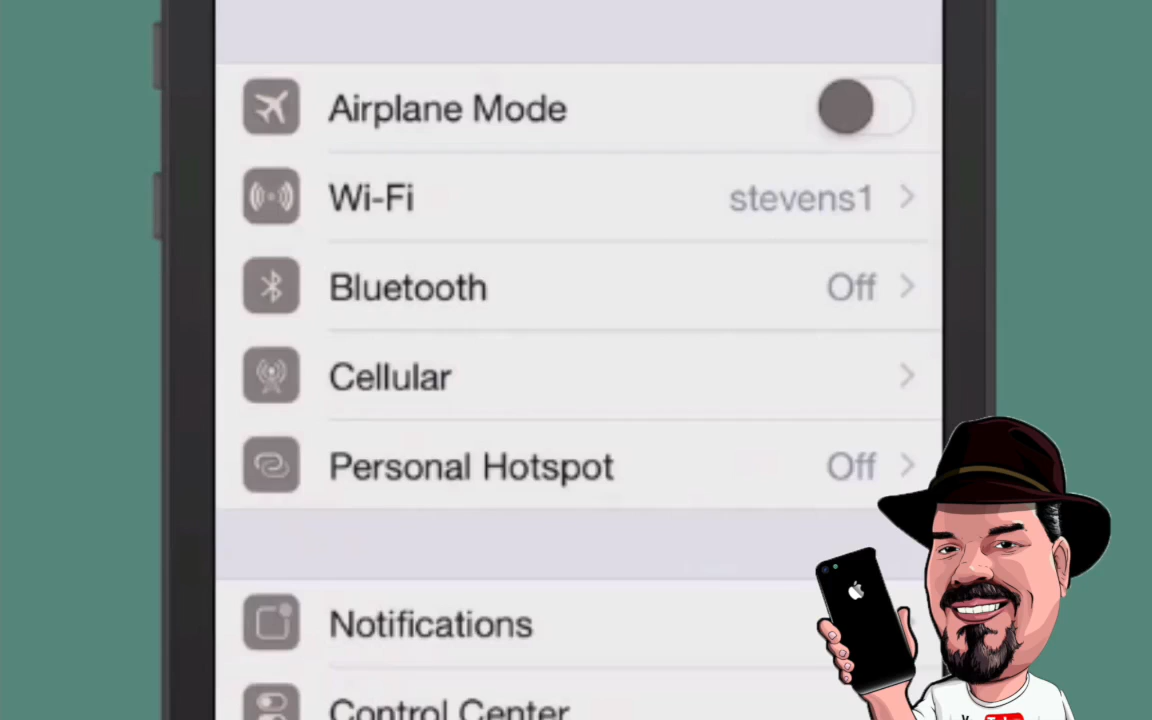 Airplane Mode
Wi-Fi stevens1
Bluetooth Off
Cellular
Personal Hotspot Off
Notifications
Control Center